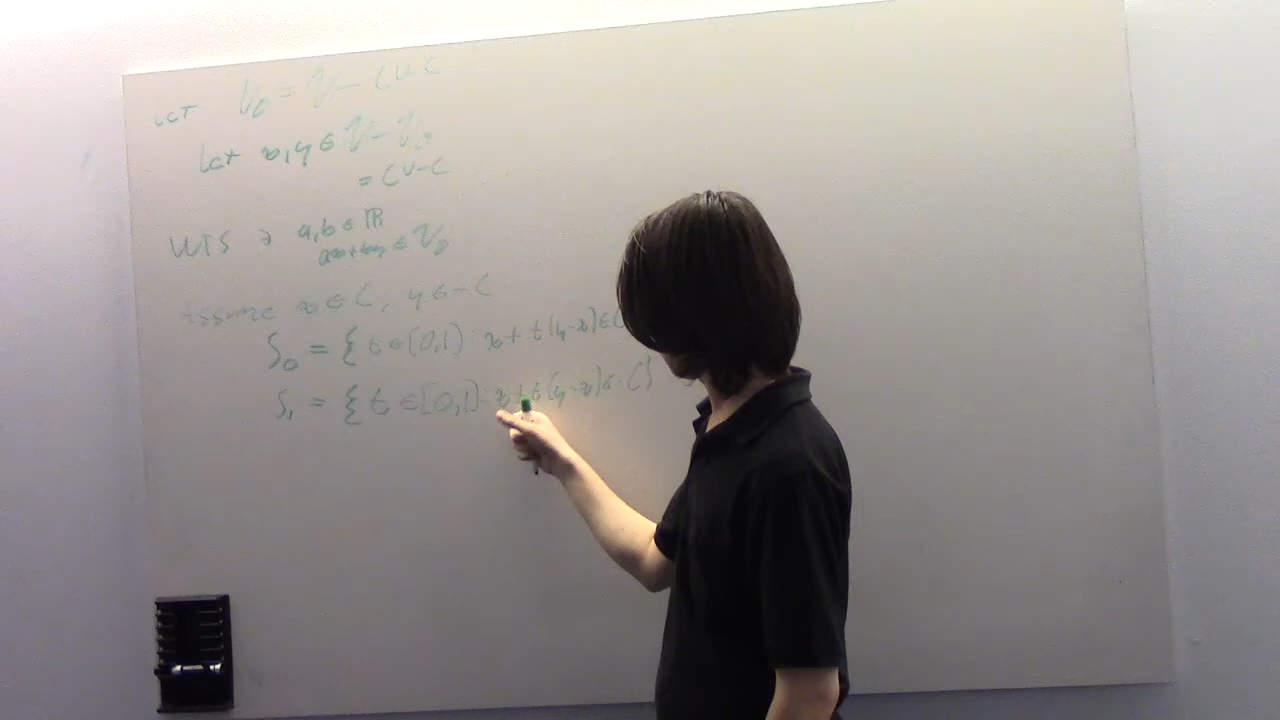 Let V₀ = V - C ∪ -C
Let x, y ∈ V - V₀
= C ∪ -C
WTS ∃ a, b ∈ ℝ
ax + by ∈ V₀
Assume x ∈ C, y ∈ -C
S₀ = { t ∈ [0,1] : x + t(y-x) ∈ C
S₁ = { t ∈ [0,1] : x + t(y-x) ∈ -C }